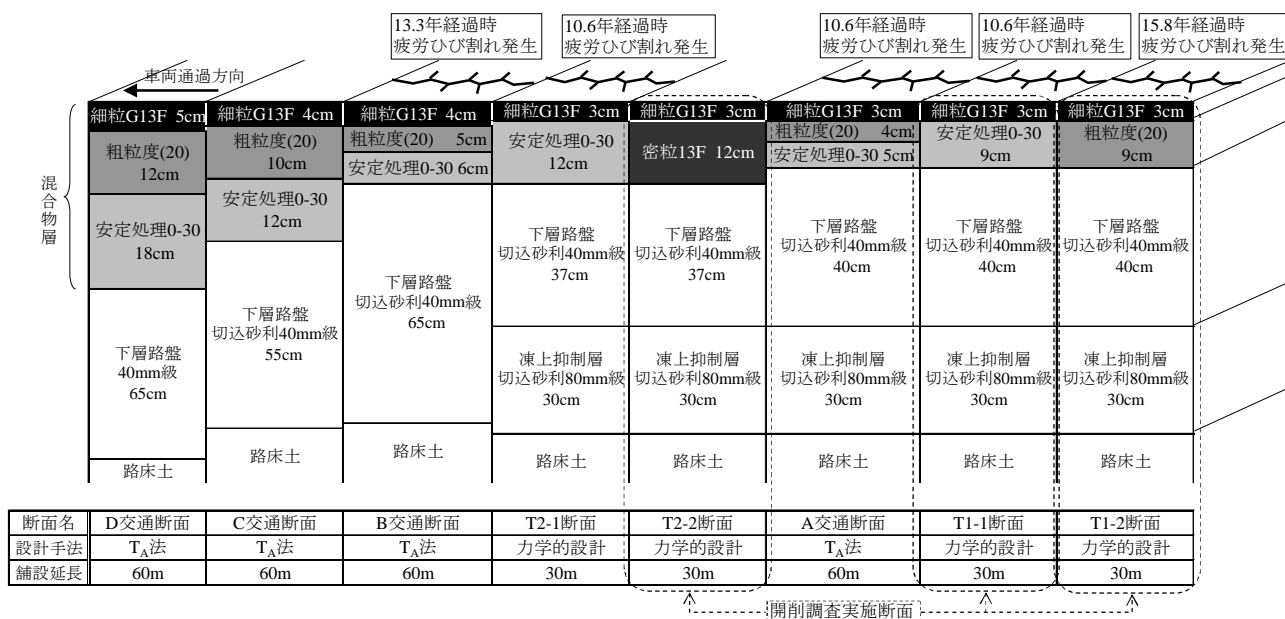 13.3年経過時
疲労ひび割れ発生
10.6年経過時
疲労ひび割れ発生
10.6年経過時
疲労ひび割れ発生
10.6年経過時
疲労ひび割れ発生
15.8年経過時
疲労ひび割れ発生
車両通過方向
混合物層
細粒G13F 5cm
粗粒度(20)
12cm
安定処理0-30
18cm
下層路盤
40mm級
65cm
路床土
細粒G13F 4cm
粗粒度(20)
10cm
安定処理0-30
12cm
下層路盤
切込砂利40mm級
55cm
路床土
細粒G13F 4cm
粗粒度(20) 5cm
安定処理0-30 6cm
下層路盤
切込砂利40mm級
65cm
路床土
細粒G13F 3cm
安定処理0-30
12cm
下層路盤
切込砂利40mm級
37cm
凍上抑制層
切込砂利80mm級
30cm
路床土
細粒G13F 3cm
密粒13F 12cm
下層路盤
切込砂利40mm級
37cm
凍上抑制層
切込砂利80mm級
30cm
路床土
細粒G13F 3cm
粗粒度(20) 4cm
安定処理0-30 5cm
下層路盤
切込砂利40mm級
40cm
凍上抑制層
切込砂利80mm級
30cm
路床土
細粒G13F 3cm
安定処理0-30
9cm
下層路盤
切込砂利40mm級
40cm
凍上抑制層
切込砂利80mm級
30cm
路床土
細粒G13F 3cm
粗粒度(20)
9cm
下層路盤
切込砂利40mm級
40cm
凍上抑制層
切込砂利80mm級
30cm
路床土
断面名 D交通断面 C交通断面 B交通断面 T2-1断面 T2-2断面 A交通断面 T1-1断面 T1-2断面
設計手法 TA法 TA法 TA法 力学的設計 力学的設計 TA法 力学的設計 力学的設計
舗設延長 60m 60m 60m 30m 30m 60m 30m 30m
開削調査実施断面